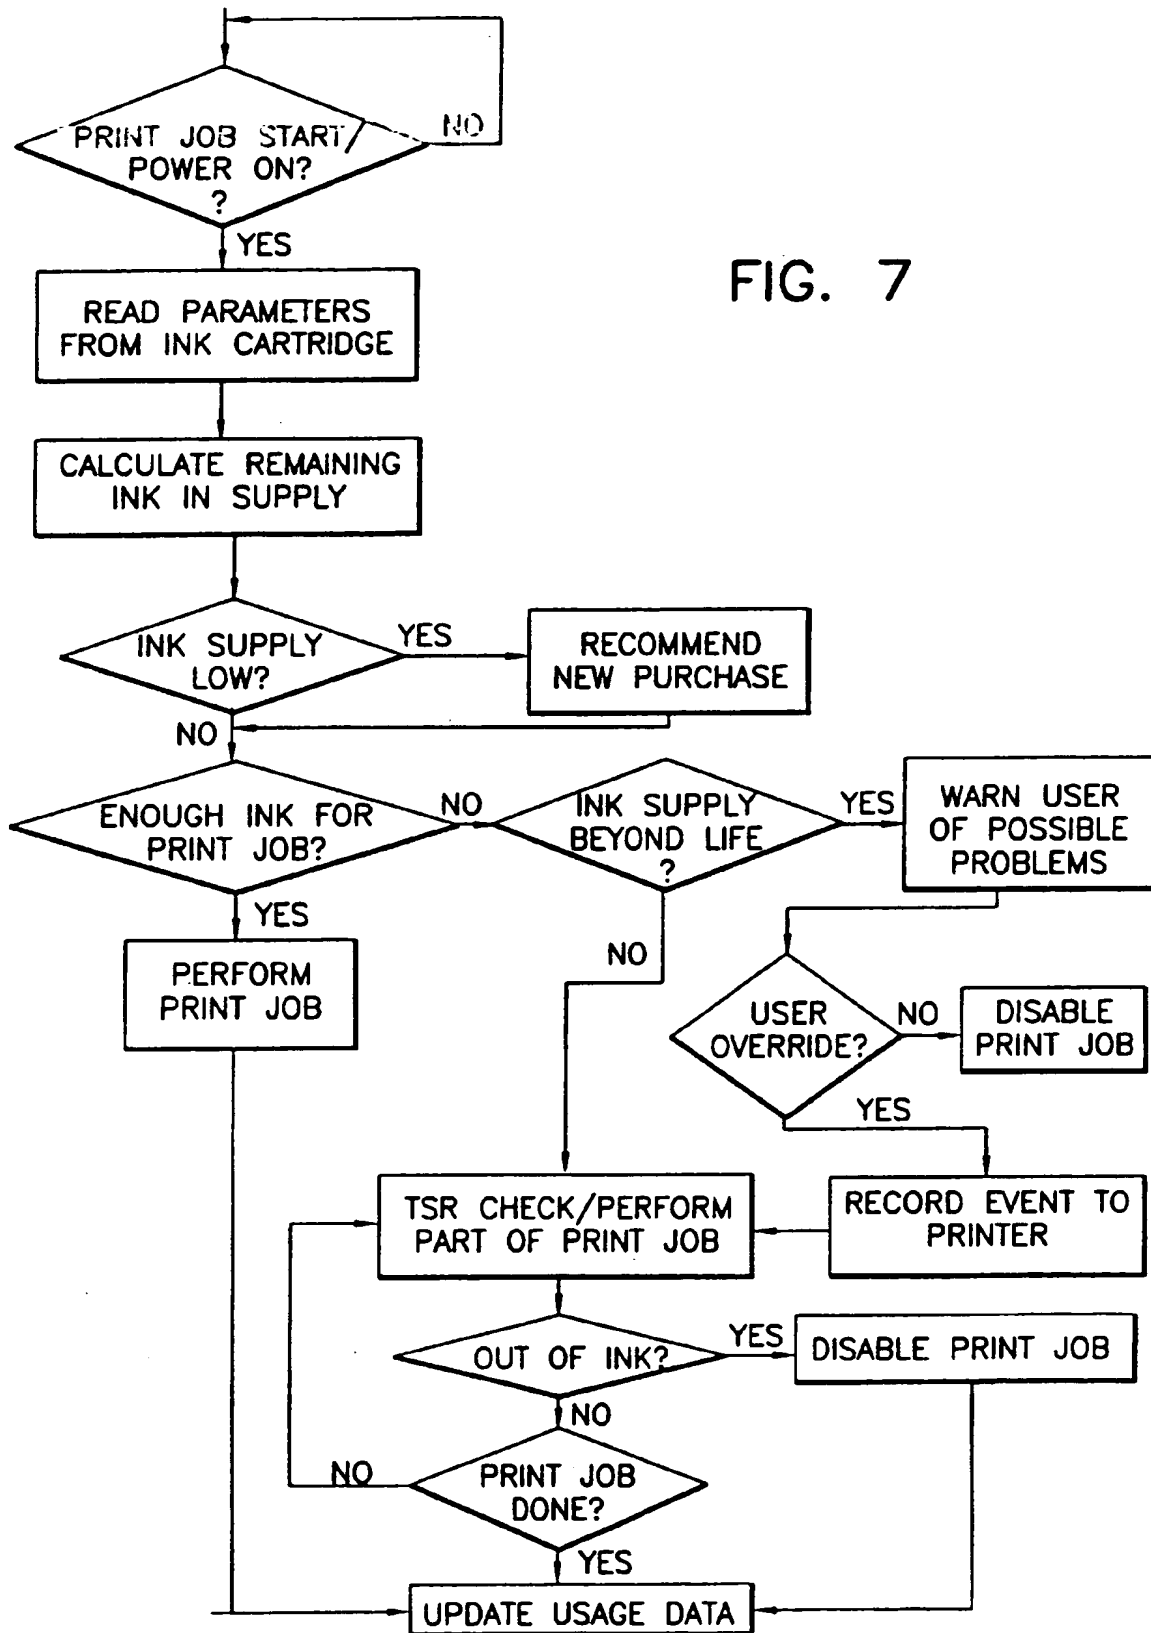 PRINT JOB START/
POWER ON?
?
NO
YES
FIG. 7
READ PARAMETERS
FROM INK CARTRIDGE
CALCULATE REMAINING
INK IN SUPPLY
INK SUPPLY
LOW?
YES
RECOMMEND
NEW PURCHASE
NO
ENOUGH INK FOR
PRINT JOB?
NO
INK SUPPLY
BEYOND LIFE
?
YES
WARN USER
OF POSSIBLE
PROBLEMS
YES
PERFORM
PRINT JOB
NO
USER
OVERRIDE?
NO
DISABLE
PRINT JOB
YES
TSR CHECK/PERFORM
PART OF PRINT JOB
RECORD EVENT TO
PRINTER
OUT OF INK?
YES
DISABLE PRINT JOB
NO
PRINT JOB
DONE?
NO
YES
UPDATE USAGE DATA